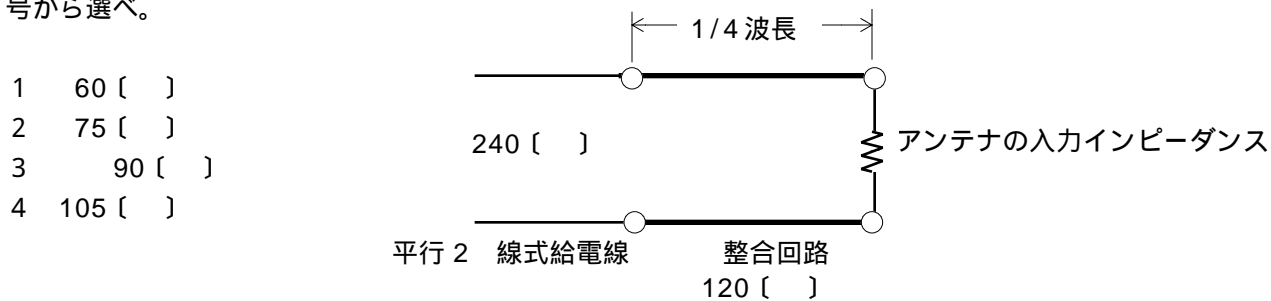 号から選べ。
1 60〔 〕
2 75〔 〕
3 90〔 〕
4 105〔 〕
1/4波長
240〔 〕
アンテナの入力インピーダンス
平行2 線式給電線
整合回路
120〔 〕